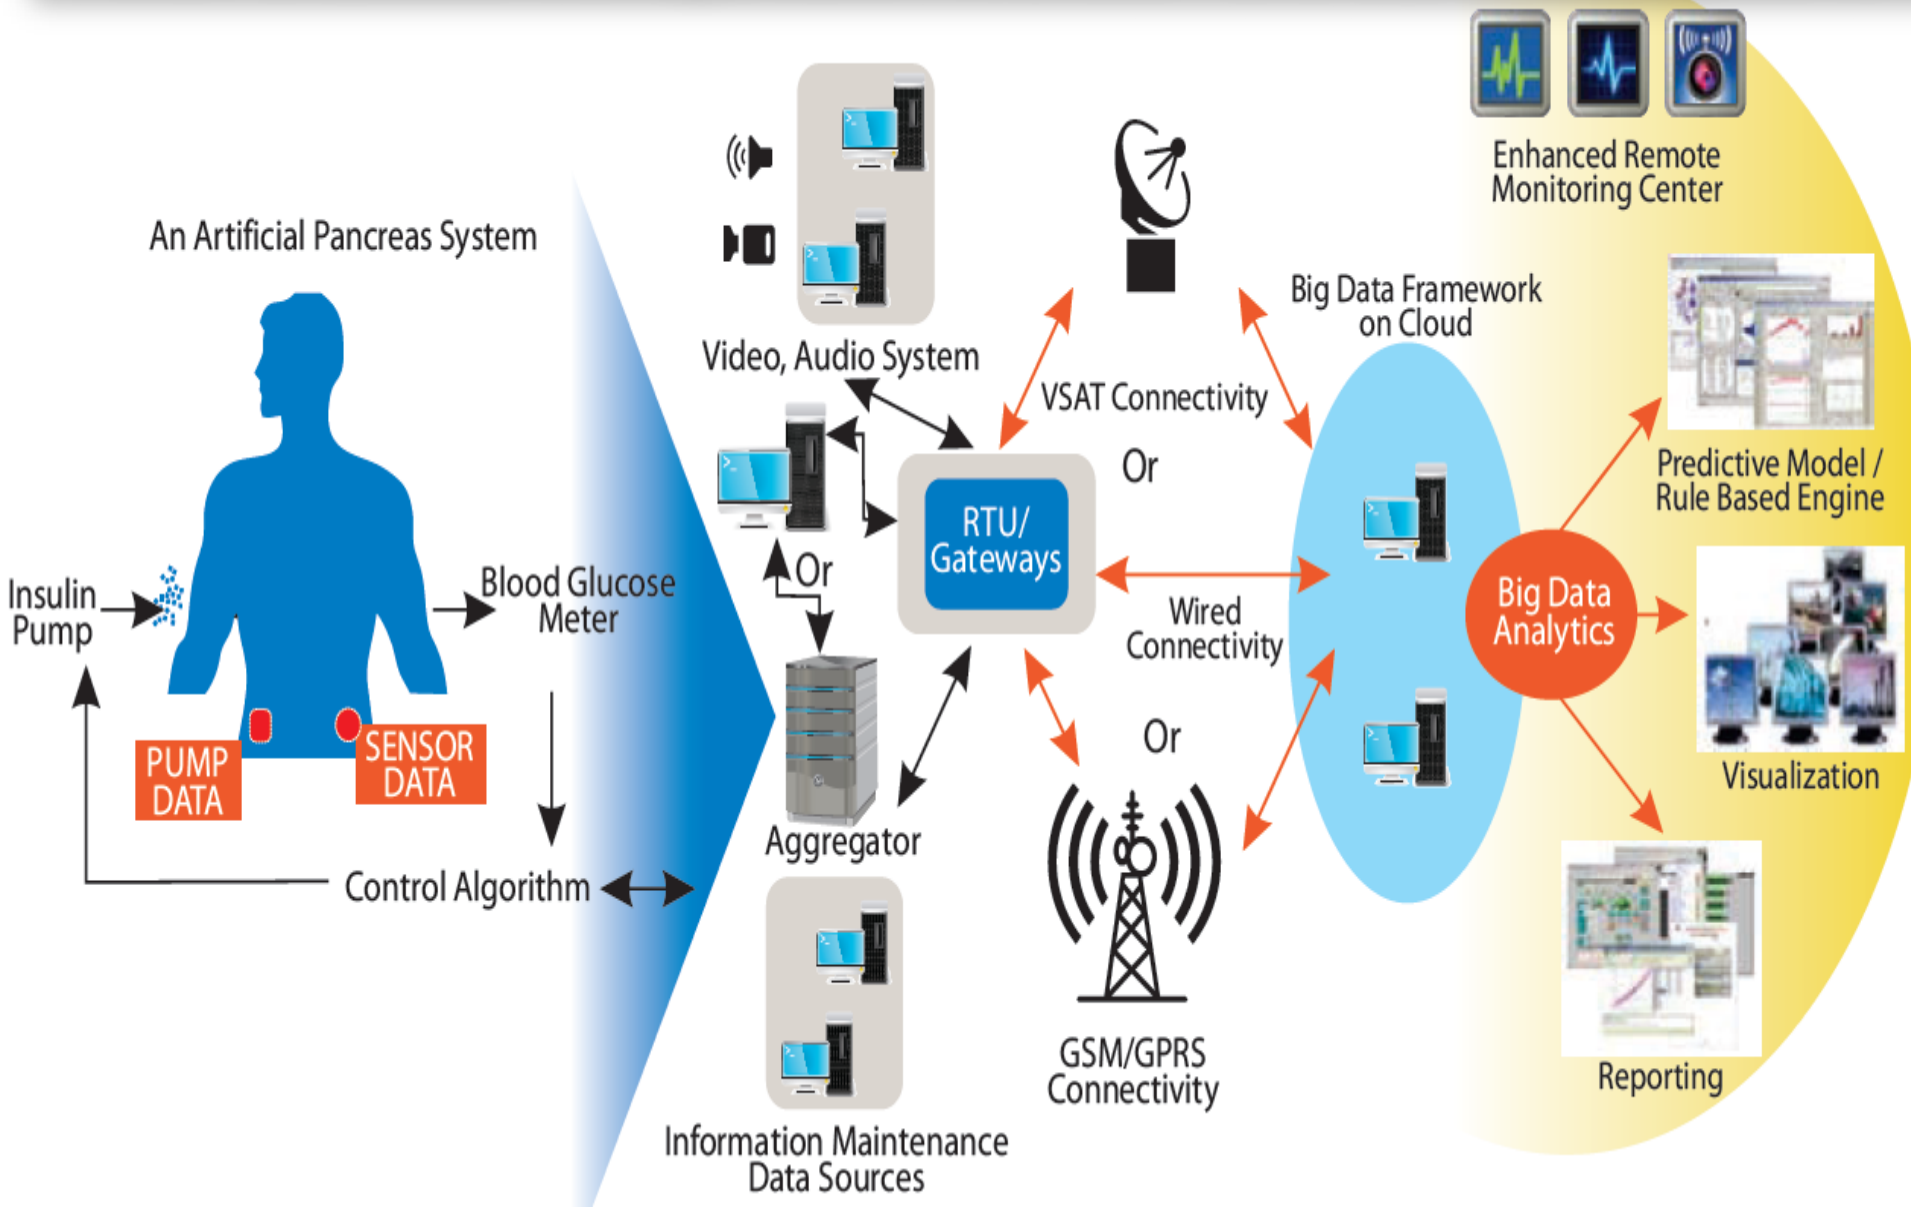 An Artificial Pancreas System
Insulin
Pump
Blood Glucose
Meter
PUMP
DATA
SENSOR
DATA
Control Algorithm
Video, Audio System
Or
Aggregator
Information Maintenance
Data Sources
RTU/
Gateways
VSAT Connectivity
Or
Wired
Connectivity
Or
GSM/GPRS
Connectivity
Big Data Framework
on Cloud
Big Data
Analytics
Enhanced Remote
Monitoring Center
Predictive Model /
Rule Based Engine
Visualization
Reporting